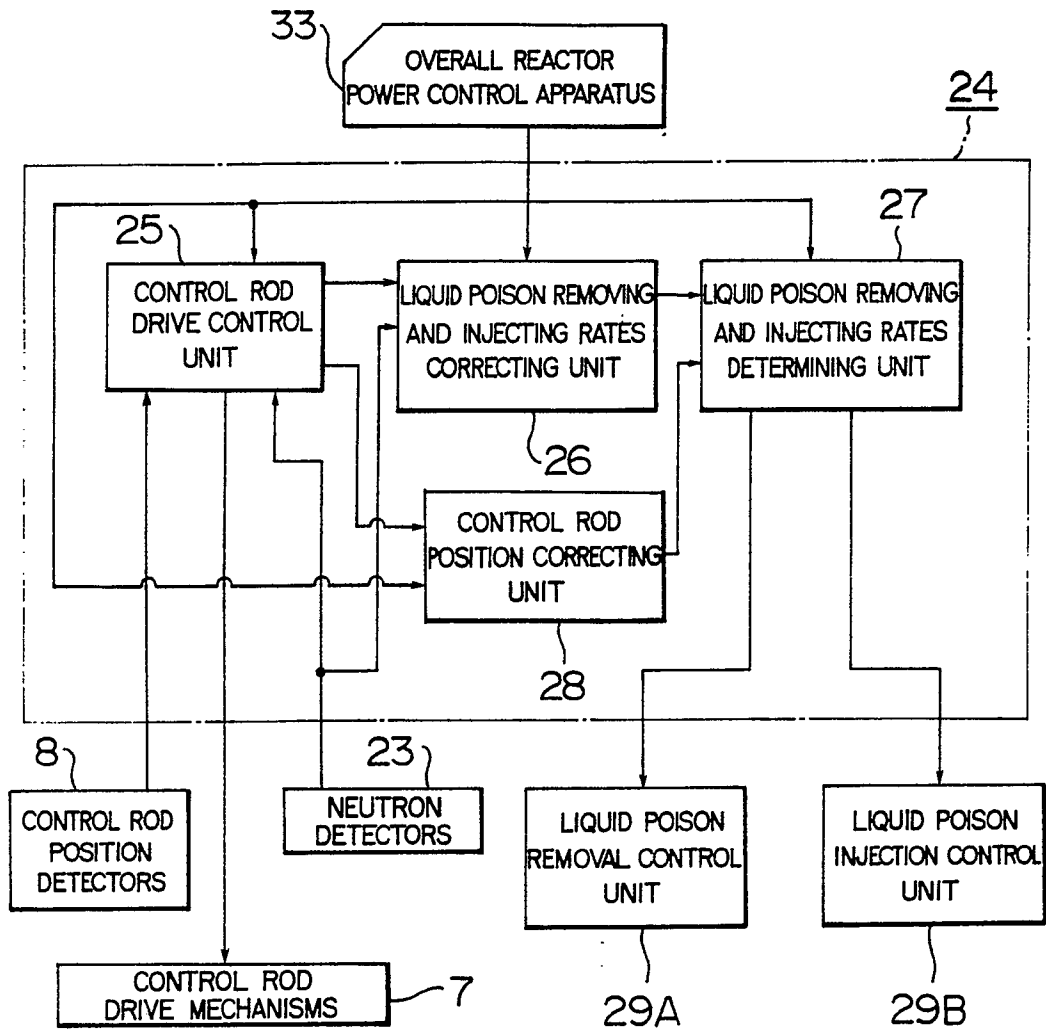 33
OVERALL REACTOR
POWER CONTROL APPARATUS
24
25
CONTROL ROD
DRIVE CONTROL
UNIT
LIQUID POISON REMOVING
AND INJECTING RATES
CORRECTING UNIT
26
27
LIQUID POISON REMOVING
AND INJECTING RATES
DETERMINING UNIT
CONTROL ROD
POSITION CORRECTING
UNIT
28
8
CONTROL ROD
POSITION
DETECTORS
23
NEUTRON
DETECTORS
LIQUID POISON
REMOVAL CONTROL
UNIT
29A
LIQUID POISON
INJECTION CONTROL
UNIT
29B
CONTROL ROD
DRIVE MECHANISMS
7